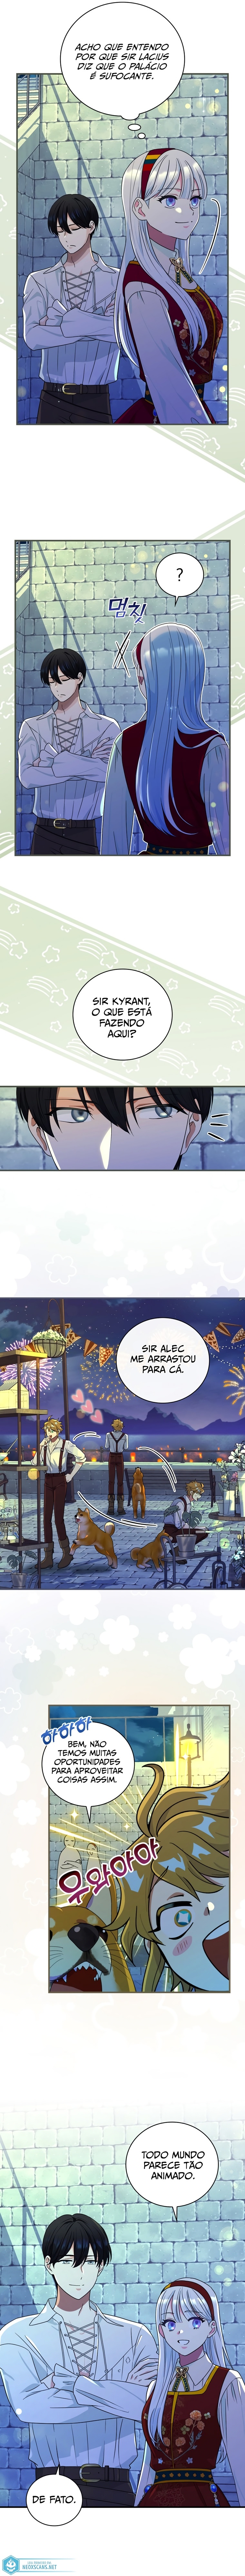 ACHO QUE ENTENDO
POR QUE SIR LACIUS
DIZ QUE O PALÁCIO
É SUFOCANTE.
?
멈칫
SIR KYRANT,
O QUE ESTÁ
FAZENDO
AQUI?
SIR ALEC
ME ARRASTOU
PARA CÁ.
하하하
BEM, NÃO
TEMOS MUITAS
OPORTUNIDADES
PARA APROVEITAR
COISAS ASSIM.
우와아아
TODO MUNDO
PARECE TÃO
ANIMADO.
DE FATO.
NEOXSCANS.NET